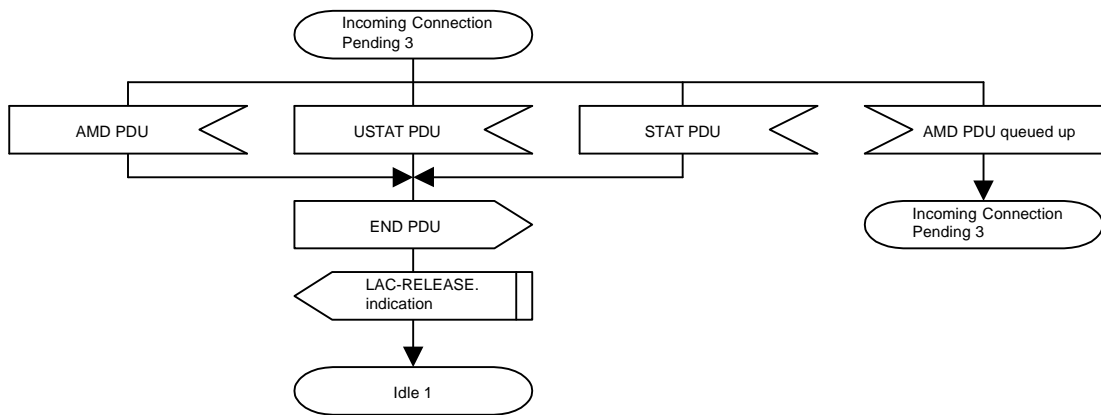 Incoming Connection
Pending 3
AMD PDU
USTAT PDU
STAT PDU
AMD PDU queued up
END PDU
Incoming Connection
Pending 3
LAC-RELEASE.
indication
Idle 1